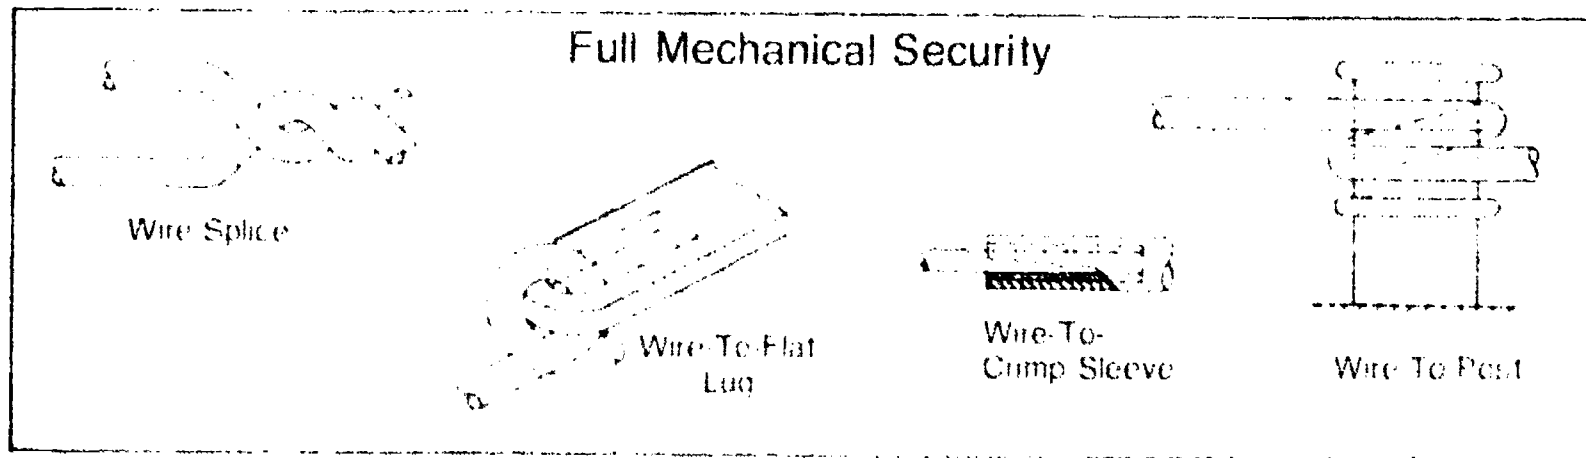 Full Mechanical Security
Wire Splice
Wire-To-Flat
Lug
Wire-To-
Crimp Sleeve
Wire To Post